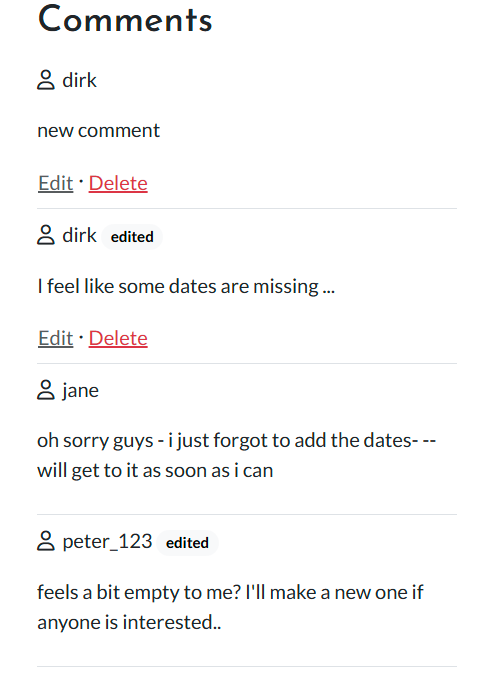 Comments
dirk
new comment
Edit · Delete
dirk edited
I feel like some dates are missing ...
Edit · Delete
jane
oh sorry guys - i just forgot to add the dates- --
will get to it as soon as i can
peter_123 edited
feels a bit empty to me? I'll make a new one if
anyone is interested..